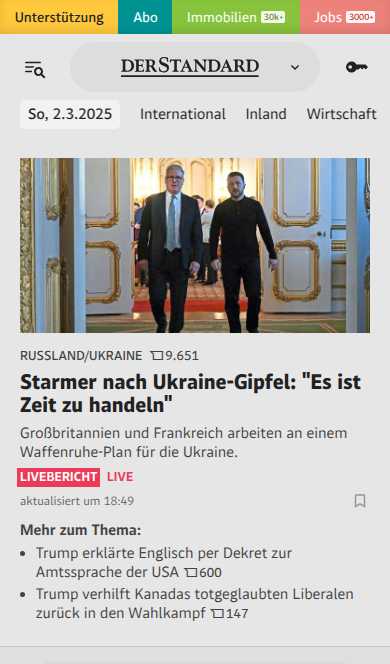 Unterstützung Abo Immobilien 30k+ Jobs 3000+
DERSTANDARD
So, 2.3.2025 International Inland Wirtschaft
RUSSLAND/UKRAINE 9.651
Starmer nach Ukraine-Gipfel: "Es ist
Zeit zu handeln"
Großbritannien und Frankreich arbeiten an einem
Waffenruhe-Plan für die Ukraine.
LIVEBERICHT LIVE
aktualisiert um 18:49
Mehr zum Thema:
• Trump erklärte Englisch per Dekret zur
Amtssprache der USA 600
• Trump verhilft Kanadas totgeglaubten Liberalen
zurück in den Wahlkampf 147